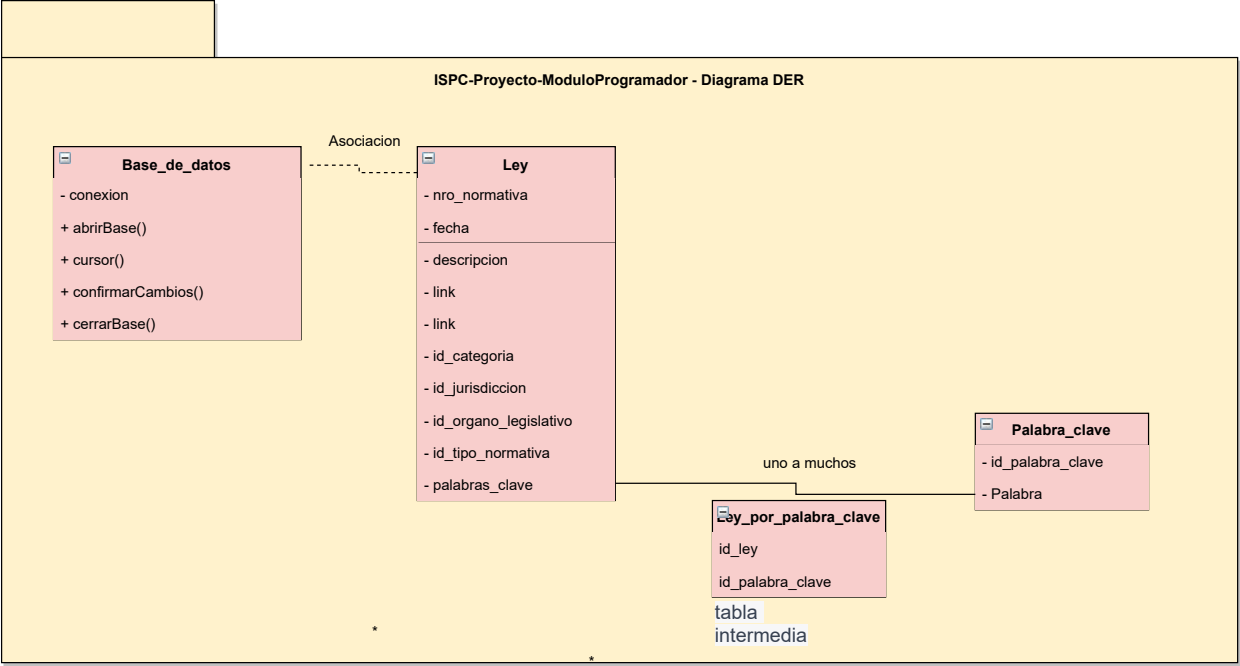 ISPC-Proyecto-ModuloProgramador - Diagrama DER
Asociacion
Base_de_datos
- conexion
+ abrirBase()
+ cursor()
+ confirmarCambios()
+ cerrarBase()
Ley
- nro_normativa
- fecha
- descripcion
- link
- link
- id_categoria
- id_jurisdiccion
- id_organo_legislativo
- id_tipo_normativa
- palabras_clave
uno a muchos
Palabra_clave
- id_palabra_clave
- Palabra
Ley_por_palabra_clave
id_ley
id_palabra_clave
tabla
intermedia
*
*